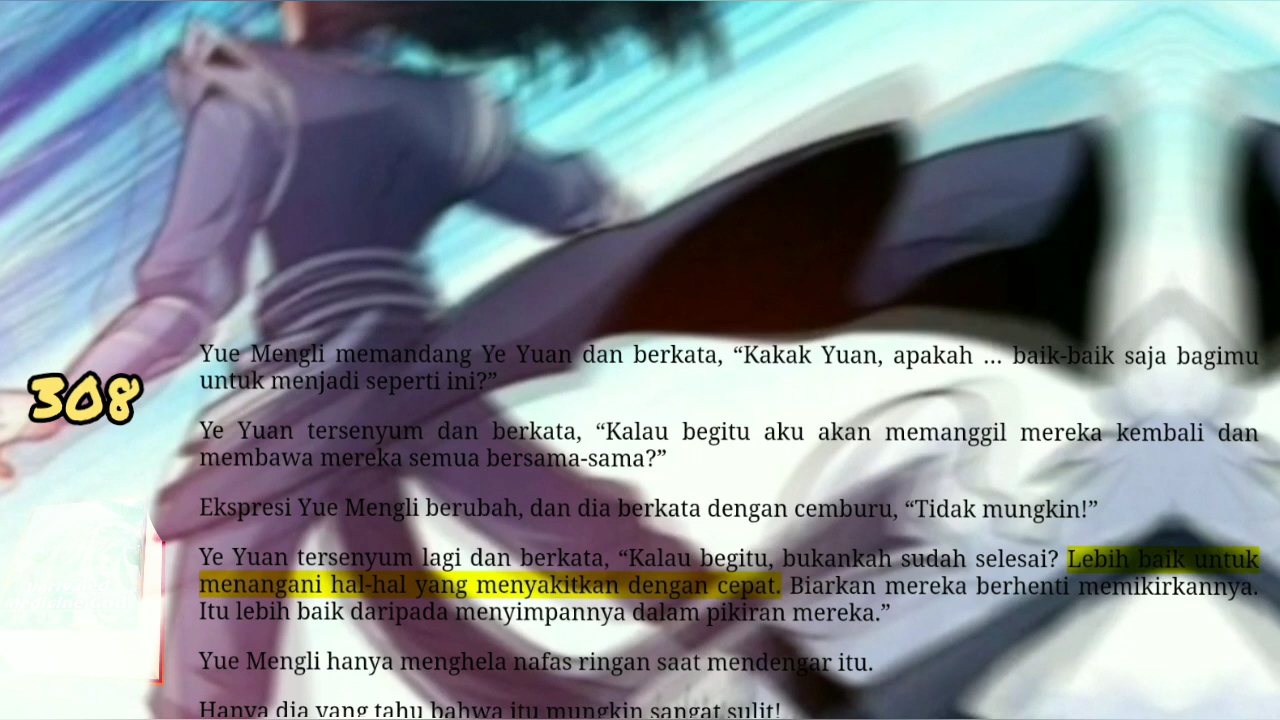 Yue Mengli memandang Ye Yuan dan berkata, “Kakak Yuan, apakah … baik-baik saja bagimu
untuk menjadi seperti ini?”
308
Ye Yuan tersenyum dan berkata, “Kalau begitu aku akan memanggil mereka kembali dan
membawa mereka semua bersama-sama?”
Ekspresi Yue Mengli berubah, dan dia berkata dengan cemburu, “Tidak mungkin!”
Ye Yuan tersenyum lagi dan berkata, “Kalau begitu, bukankah sudah selesai? Lebih baik untuk
menangani hal-hal yang menyakitkan dengan cepat. Biarkan mereka berhenti memikirkannya.
Itu lebih baik daripada menyimpannya dalam pikiran mereka.”
Yue Mengli hanya menghela nafas ringan saat mendengar itu.
Hanya dia yang tahu bahwa itu mungkin sangat sulit!